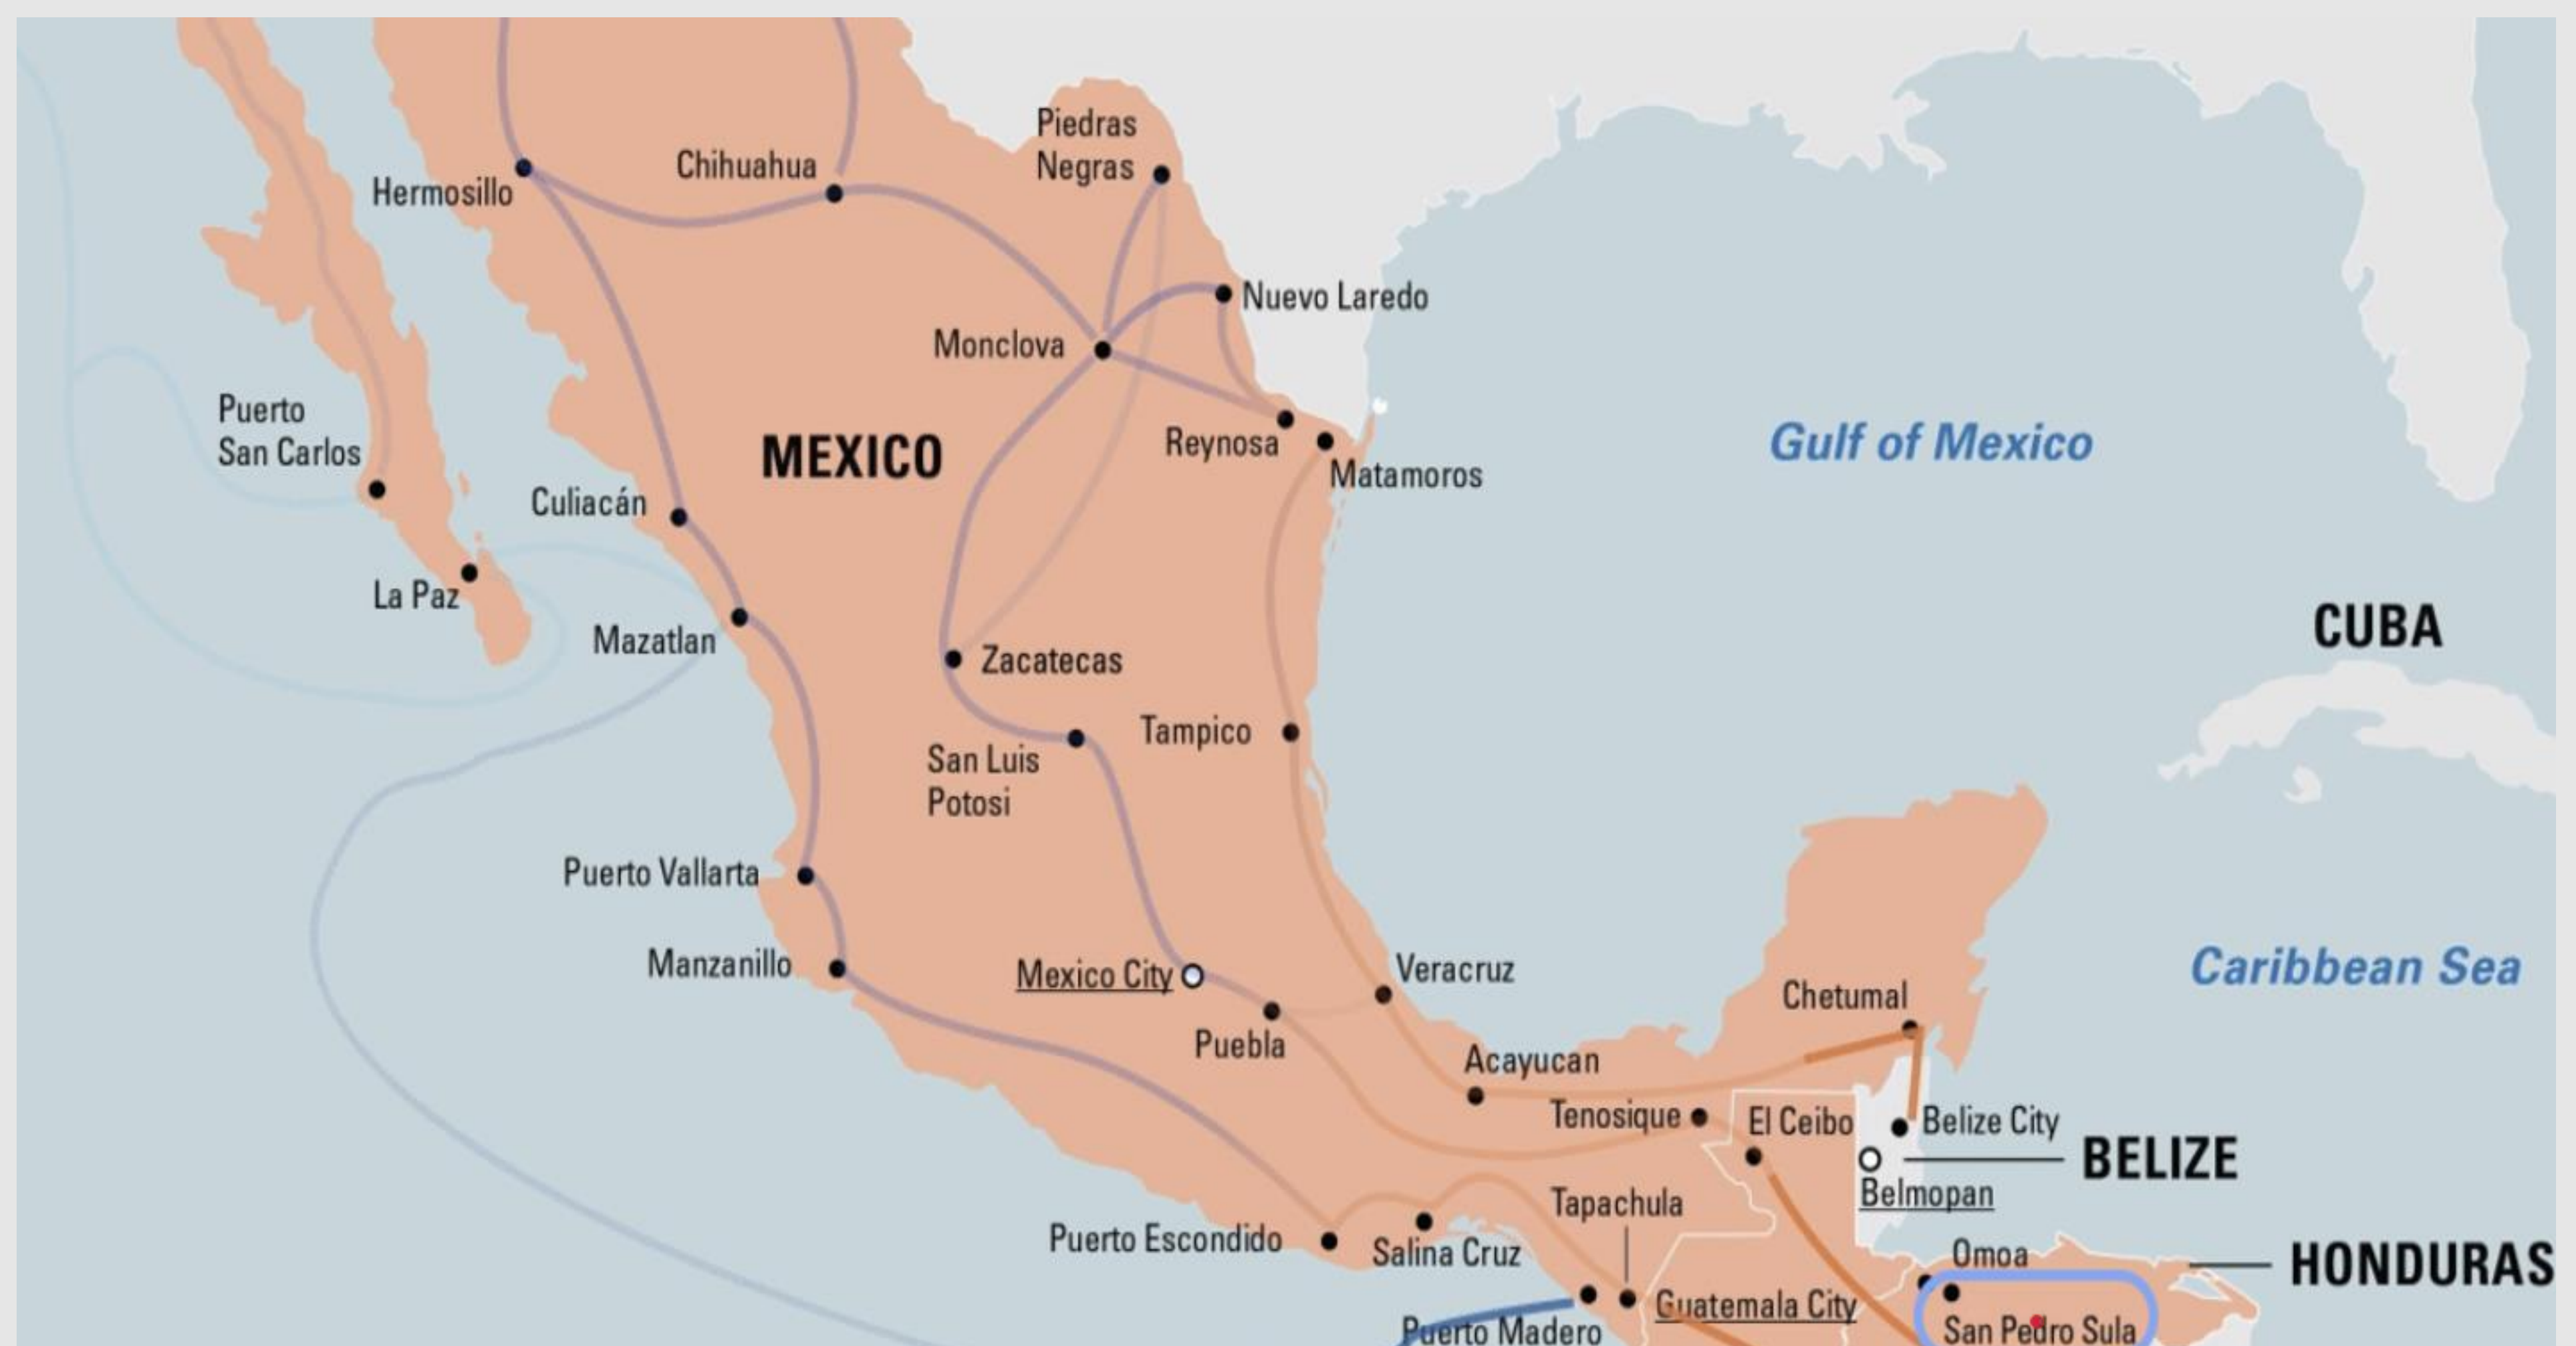 Piedras
Negras
Chihuahua
Hermosillo
Nuevo Laredo
Monclova
Puerto
San Carlos
MEXICO
Reynosa
Gulf of Mexico
Matamoros
Culiacán
La Paz
CUBA
Mazatlan
Zacatecas
Tampico
San Luis
Potosi
Puerto Vallarta
Manzanillo
Mexico City
Veracruz
Caribbean Sea
Chetumal
Puebla
Acayucan
Tenosique
El Ceibo
Belize City
BELIZE
Belmopan
Tapachula
Puerto Escondido
Salina Cruz
Omoa
HONDURAS
Guatemala City
Puerto Madero
San Pedro Sula